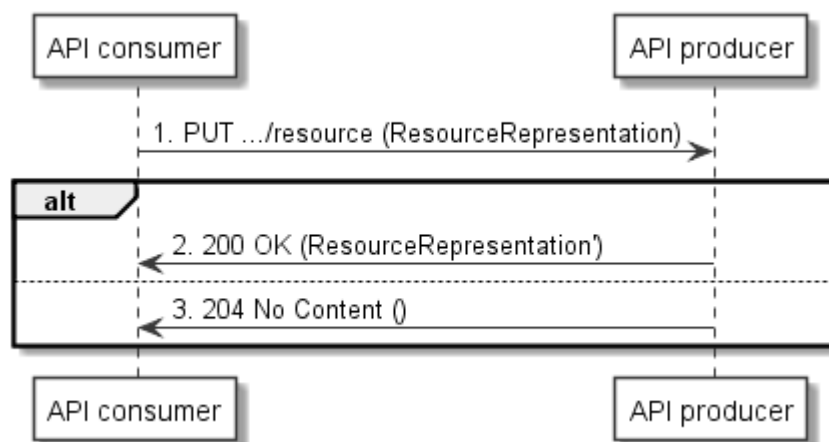 API consumer
API producer
1. PUT .../resource (ResourceRepresentation)
alt
2. 200 OK (ResourceRepresentation')
3. 204 No Content ()
API consumer
API producer